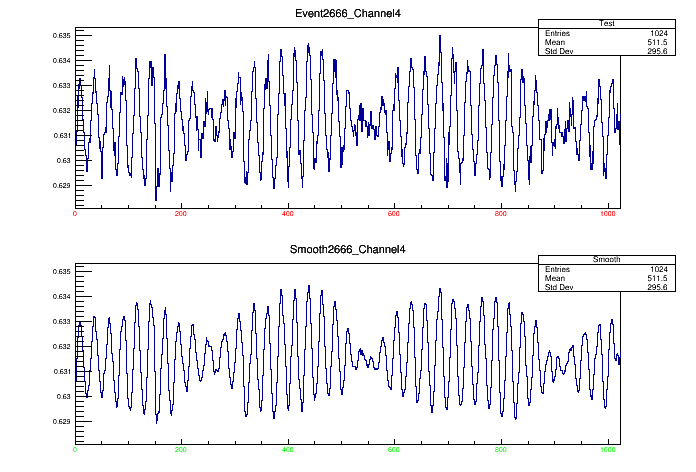 Event2666_Channel4
Test
Entries 1024
Mean 511.5
Std Dev 295.6
0.635
0.634
0.633
0.632
0.631
0.63
0.629
0 200 400 600 800 1000
Smooth2666_Channel4
Smooth
Entries 1024
Mean 511.5
Std Dev 295.6
0.635
0.634
0.633
0.632
0.631
0.63
0.629
0 200 400 600 800 1000